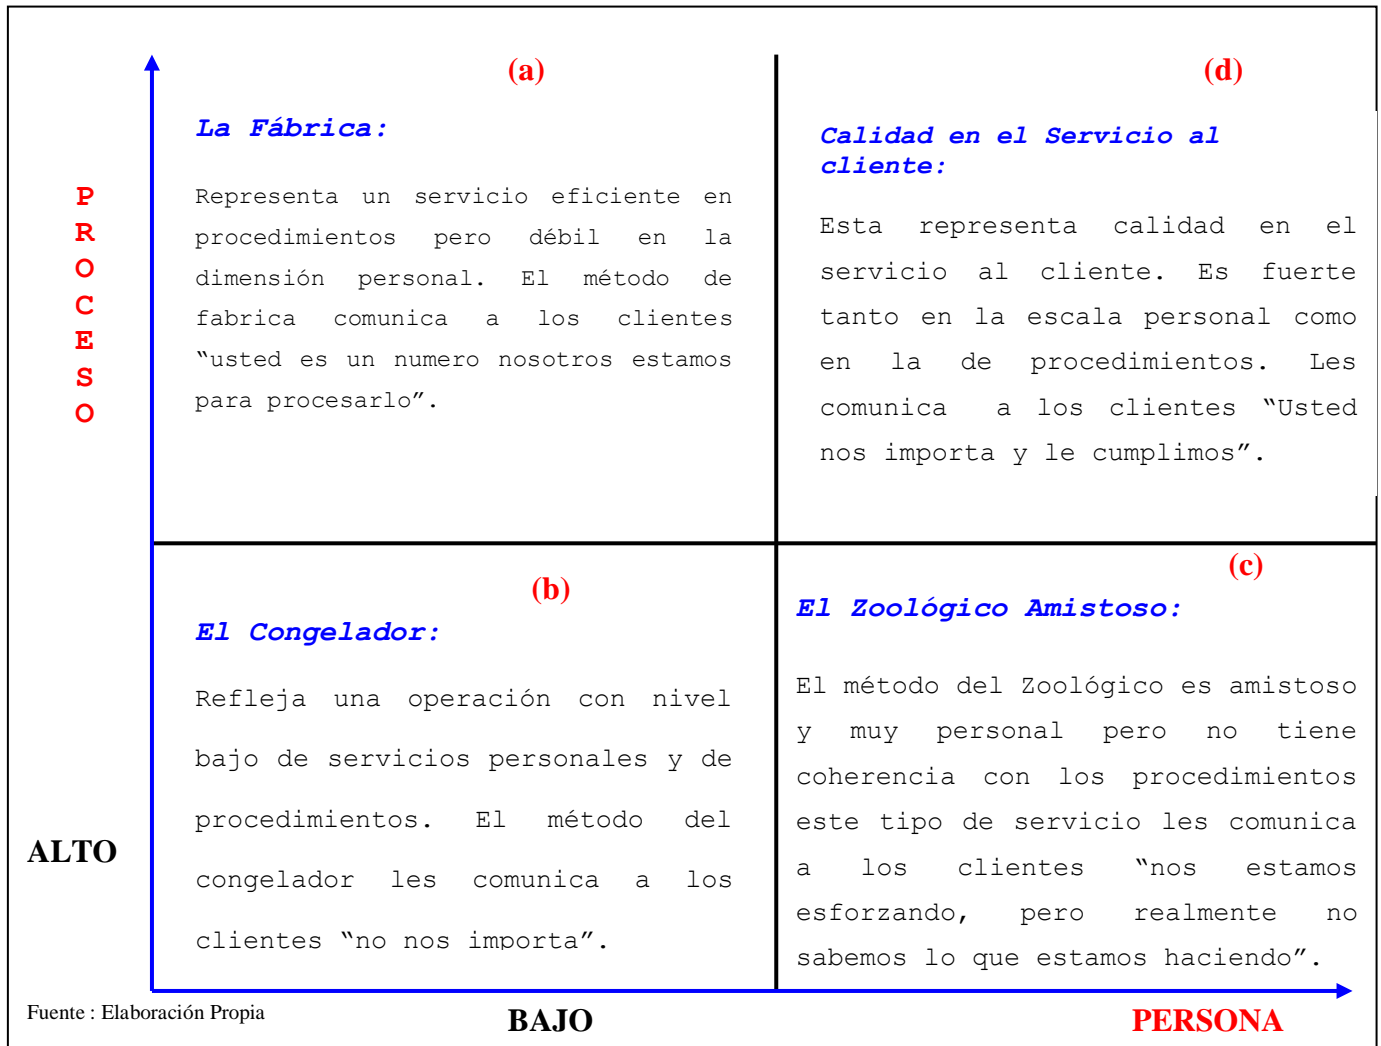 (a)
La Fábrica:
Representa un servicio eficiente en
procedimientos pero débil en la
dimensión personal. El método de
fabrica comunica a los clientes
“usted es un numero nosotros estamos
para procesarlo”.
(d)
Calidad en el Servicio al
cliente:
Esta representa calidad en el
servicio al cliente. Es fuerte
tanto en la escala personal como
en la de procedimientos. Les
comunica a los clientes “Usted
nos importa y le cumplimos”.
P
R
O
C
E
S
O
(b)
El Congelador:
Refleja una operación con nivel
bajo de servicios personales y de
procedimientos. El método del
congelador les comunica a los
clientes “no nos importa”.
(c)
El Zoológico Amistoso:
El método del Zoológico es amistoso
y muy personal pero no tiene
coherencia con los procedimientos
este tipo de servicio les comunica
a los clientes “nos estamos
esforzando, pero realmente no
sabemos lo que estamos haciendo”.
ALTO
Fuente : Elaboración Propia
BAJO
PERSONA